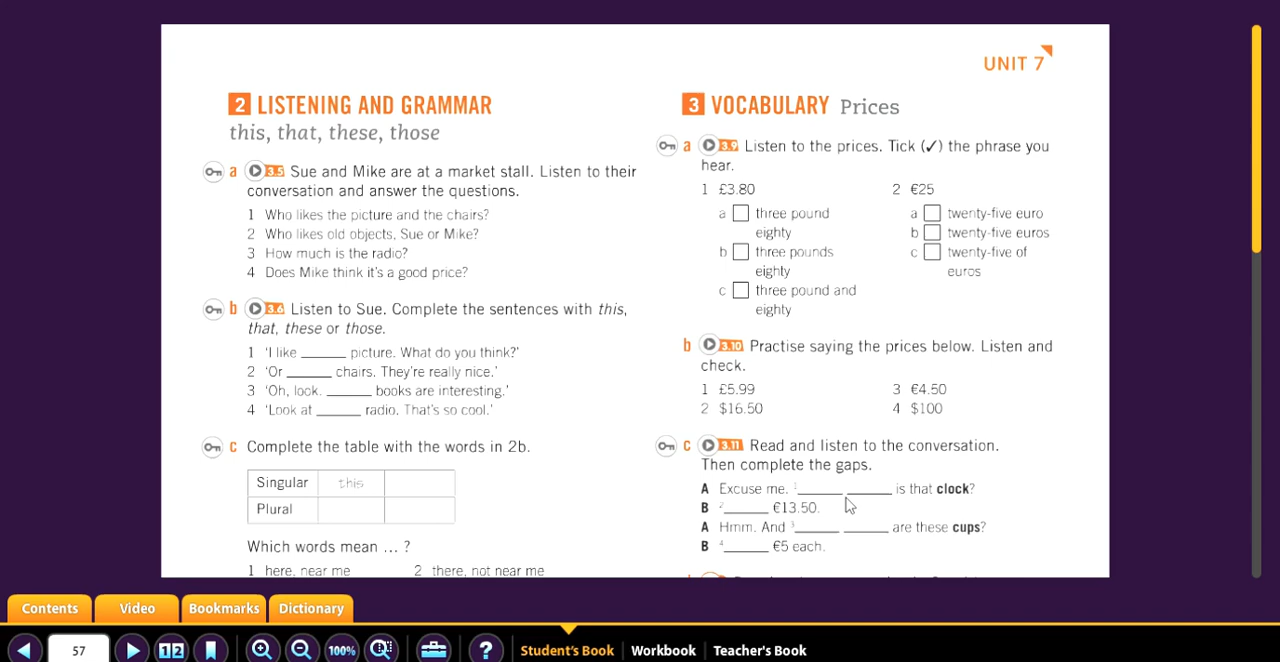 UNIT 7
2 LISTENING AND GRAMMAR
this, that, these, those
a 3.5 Sue and Mike are at a market stall. Listen to their
conversation and answer the questions.
1 Who likes the picture and the chairs?
2 Who likes old objects, Sue or Mike?
3 How much is the radio?
4 Does Mike think it's a good price?
b 3.6 Listen to Sue. Complete the sentences with this,
that, these or those.
1 'I like ______ picture. What do you think?'
2 'Or ______ chairs. They're really nice.'
3 'Oh, look. ______ books are interesting.'
4 'Look at ______ radio. That's so cool.'
c Complete the table with the words in 2b.
Singular this
Plural
Which words mean … ?
1 here, near me 2 there, not near me
3 VOCABULARY Prices
a 3.9 Listen to the prices. Tick (✓) the phrase you
hear.
1 £3.80 2 €25
a three pound a twenty-five euro
eighty b twenty-five euros
b three pounds c twenty-five of
eighty euros
c three pound and
eighty
b 3.10 Practise saying the prices below. Listen and
check.
1 £5.99 3 €4.50
2 $16.50 4 $100
c 3.11 Read and listen to the conversation.
Then complete the gaps.
A Excuse me. 1______ ______ is that clock?
B 2______ €13.50.
A Hmm. And 3______ ______ are these cups?
B 4______ €5 each.
Contents Video Bookmarks Dictionary
57 12 100% ? Student's Book Workbook Teacher's Book